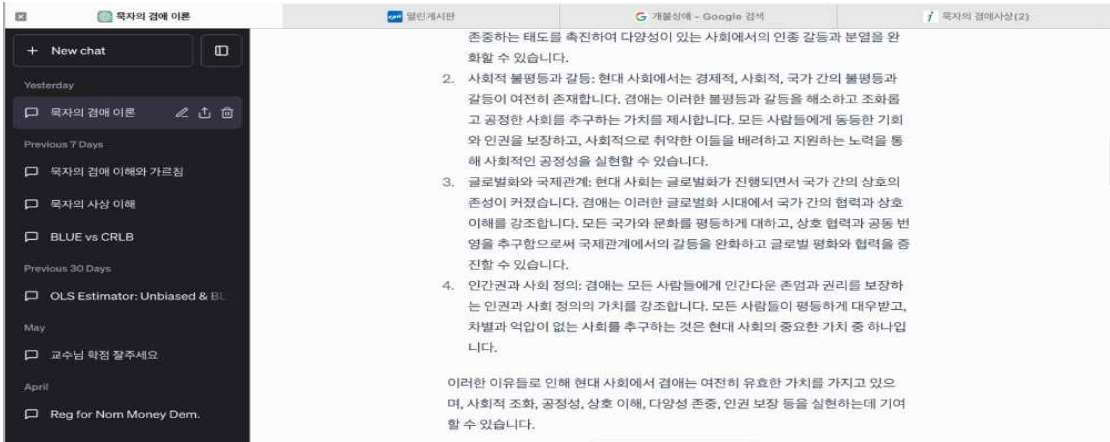 묵자의 겸애 이론
열린게시판
개불상애 - Google 검색
묵자의 겸애사상(2)
+ New chat
Yesterday
묵자의 겸애 이론
Previous 7 Days
묵자의 겸애 이해와 가르침
묵자의 사상 이해
BLUE vs CRLB
Previous 30 Days
OLS Estimator: Unbiased & BL
May
교수님 학점 잘주세요
April
Reg for Nom Money Dem.
존중하는 태도를 촉진하여 다양성이 있는 사회에서의 인종 갈등과 분열을 완
화할 수 있습니다.
2. 사회적 불평등과 갈등: 현대 사회에서는 경제적, 사회적, 국가 간의 불평등과
갈등이 여전히 존재합니다. 겸애는 이러한 불평등과 갈등을 해소하고 조화롭
고 공정한 사회를 추구하는 가치를 제시합니다. 모든 사람들에게 동등한 기회
와 인권을 보장하고, 사회적으로 취약한 이들을 배려하고 지원하는 노력을 통
해 사회적인 공정성을 실현할 수 있습니다.
3. 글로벌화와 국제관계: 현대 사회는 글로벌화가 진행되면서 국가 간의 상호의
존성이 커졌습니다. 겸애는 이러한 글로벌화 시대에서 국가 간의 협력과 상호
이해를 강조합니다. 모든 국가와 문화를 평등하게 대하고, 상호 협력과 공동 번
영을 추구함으로써 국제관계에서의 갈등을 완화하고 글로벌 평화와 협력을 증
진할 수 있습니다.
4. 인간권과 사회 정의: 겸애는 모든 사람들에게 인간다운 존엄과 권리를 보장하
는 인권과 사회 정의의 가치를 강조합니다. 모든 사람들이 평등하게 대우받고,
차별과 억압이 없는 사회를 추구하는 것은 현대 사회의 중요한 가치 중 하나입
니다.
이러한 이유들로 인해 현대 사회에서 겸애는 여전히 유효한 가치를 가지고 있으
며, 사회적 조화, 공정성, 상호 이해, 다양성 존중, 인권 보장 등을 실현하는데 기여
할 수 있습니다.